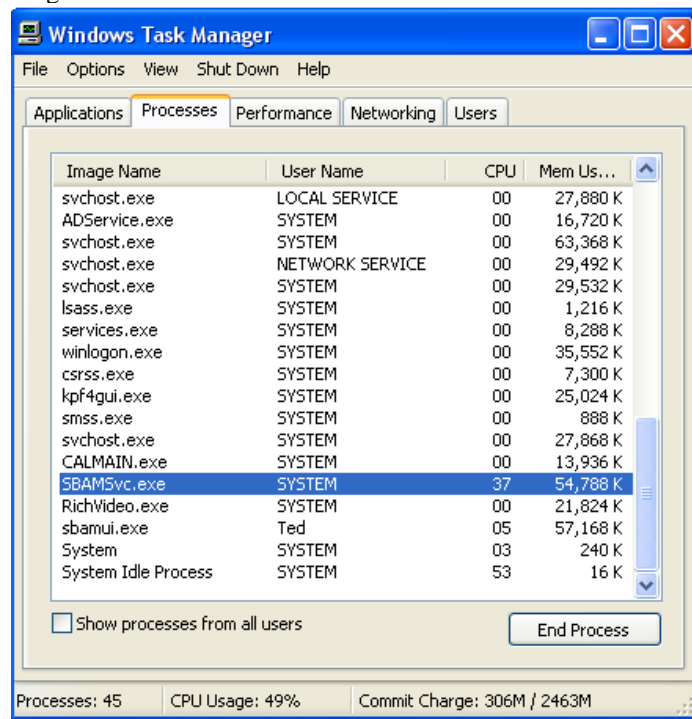 Windows Task Manager
File Options View Shut Down Help
Applications Processes Performance Networking Users
Image Name User Name CPU Mem Us...
svchost.exe LOCAL SERVICE 00 27,880 K
ADService.exe SYSTEM 00 16,720 K
svchost.exe SYSTEM 00 63,368 K
svchost.exe NETWORK SERVICE 00 29,492 K
svchost.exe SYSTEM 00 29,532 K
lsass.exe SYSTEM 00 1,216 K
services.exe SYSTEM 00 8,288 K
winlogon.exe SYSTEM 00 35,552 K
csrss.exe SYSTEM 00 7,300 K
kpf4gui.exe SYSTEM 00 25,024 K
smss.exe SYSTEM 00 888 K
svchost.exe SYSTEM 00 27,868 K
CALMAIN.exe SYSTEM 00 13,936 K
SBAMSvc.exe SYSTEM 37 54,788 K
RichVideo.exe SYSTEM 00 21,824 K
sbamui.exe Ted 05 57,168 K
System SYSTEM 03 240 K
System Idle Process SYSTEM 53 16 K
Show processes from all users End Process
Processes: 45 CPU Usage: 49% Commit Charge: 306M / 2463M